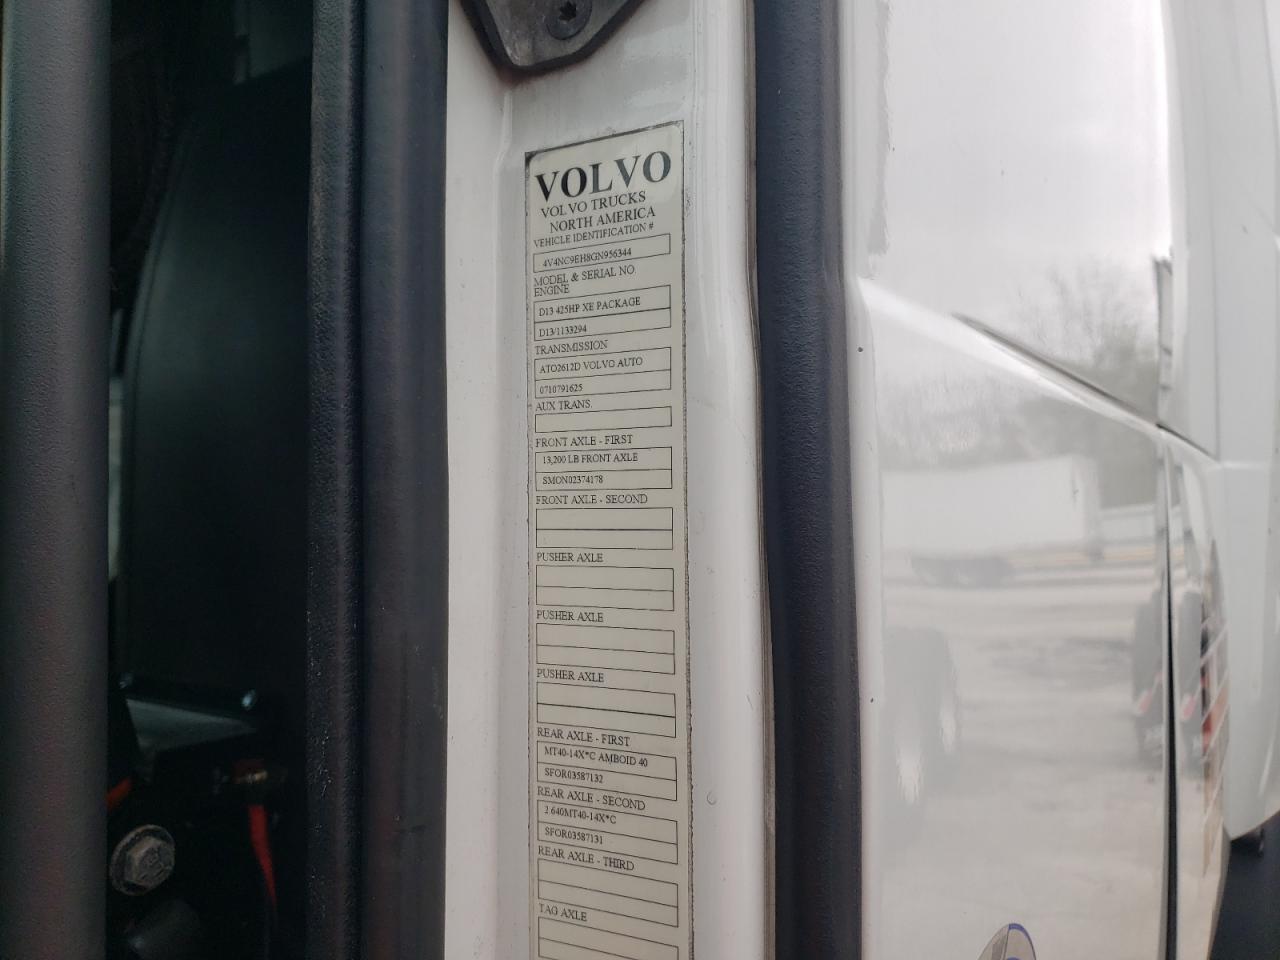 VOLVO
VOLVO TRUCKS
NORTH AMERICA
VEHICLE IDENTIFICATION #
4V4NC9EH8GN956344
MODEL & SERIAL NO
ENGINE
D13 425HP XE PACKAGE
D13/1133294
TRANSMISSION
ATO2612D VOLVO AUTO
0710791625
AUX TRANS.
FRONT AXLE - FIRST
13,200 LB FRONT AXLE
SMON02374178
FRONT AXLE - SECOND
PUSHER AXLE
PUSHER AXLE
PUSHER AXLE
REAR AXLE - FIRST
MT40-14X*C AMBOID 40
SFOR03587132
REAR AXLE - SECOND
2 640MT40-14X*C
SFOR03587131
REAR AXLE - THIRD
TAG AXLE